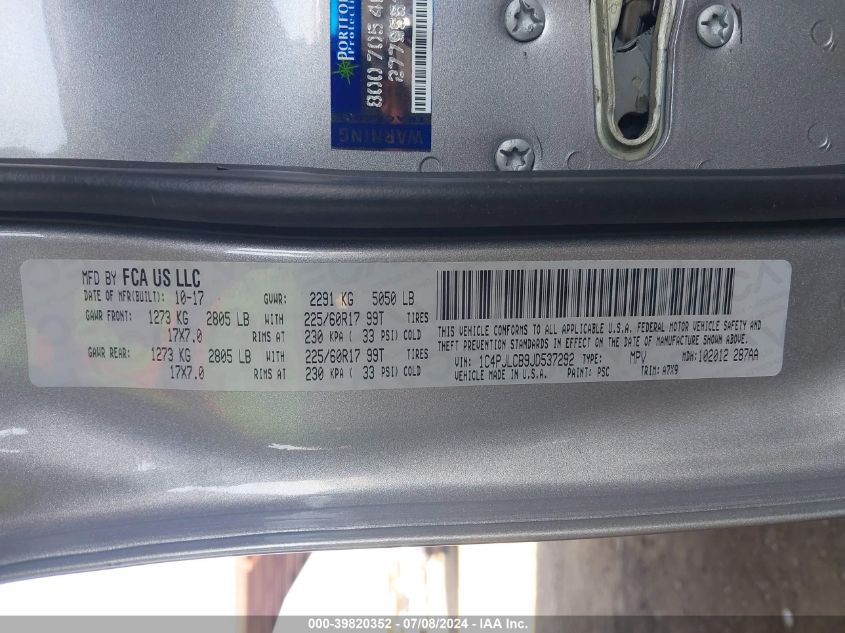 PORTFO
Protecti
800 705 4
WARNING
MFD BY FCA US LLC
DATE OF MFR(BUILT): 10-17 GVWR: 2291 KG 5050 LB
GAWR FRONT: 1273 KG 2805 LB WITH 225/60R17 99T TIRES
17X7.0 RIMS AT 230 KPA ( 33 PSI) COLD
GAWR REAR: 1273 KG 2805 LB WITH 225/60R17 99T TIRES
17X7.0 RIMS AT 230 KPA ( 33 PSI) COLD
THIS VEHICLE CONFORMS TO ALL APPLICABLE U.S.A. FEDERAL MOTOR VEHICLE SAFETY AND
THEFT PREVENTION STANDARDS IN EFFECT ON THE DATE OF MANUFACTURE SHOWN ABOVE.
VIN: 1C4PJLCB9JD537292 TYPE: MPV MDH: 102012 287AA
VEHICLE MADE IN U.S.A. PAINT: PSC TRIM: A7X9
000-39820352 - 07/08/2024 - IAA Inc.